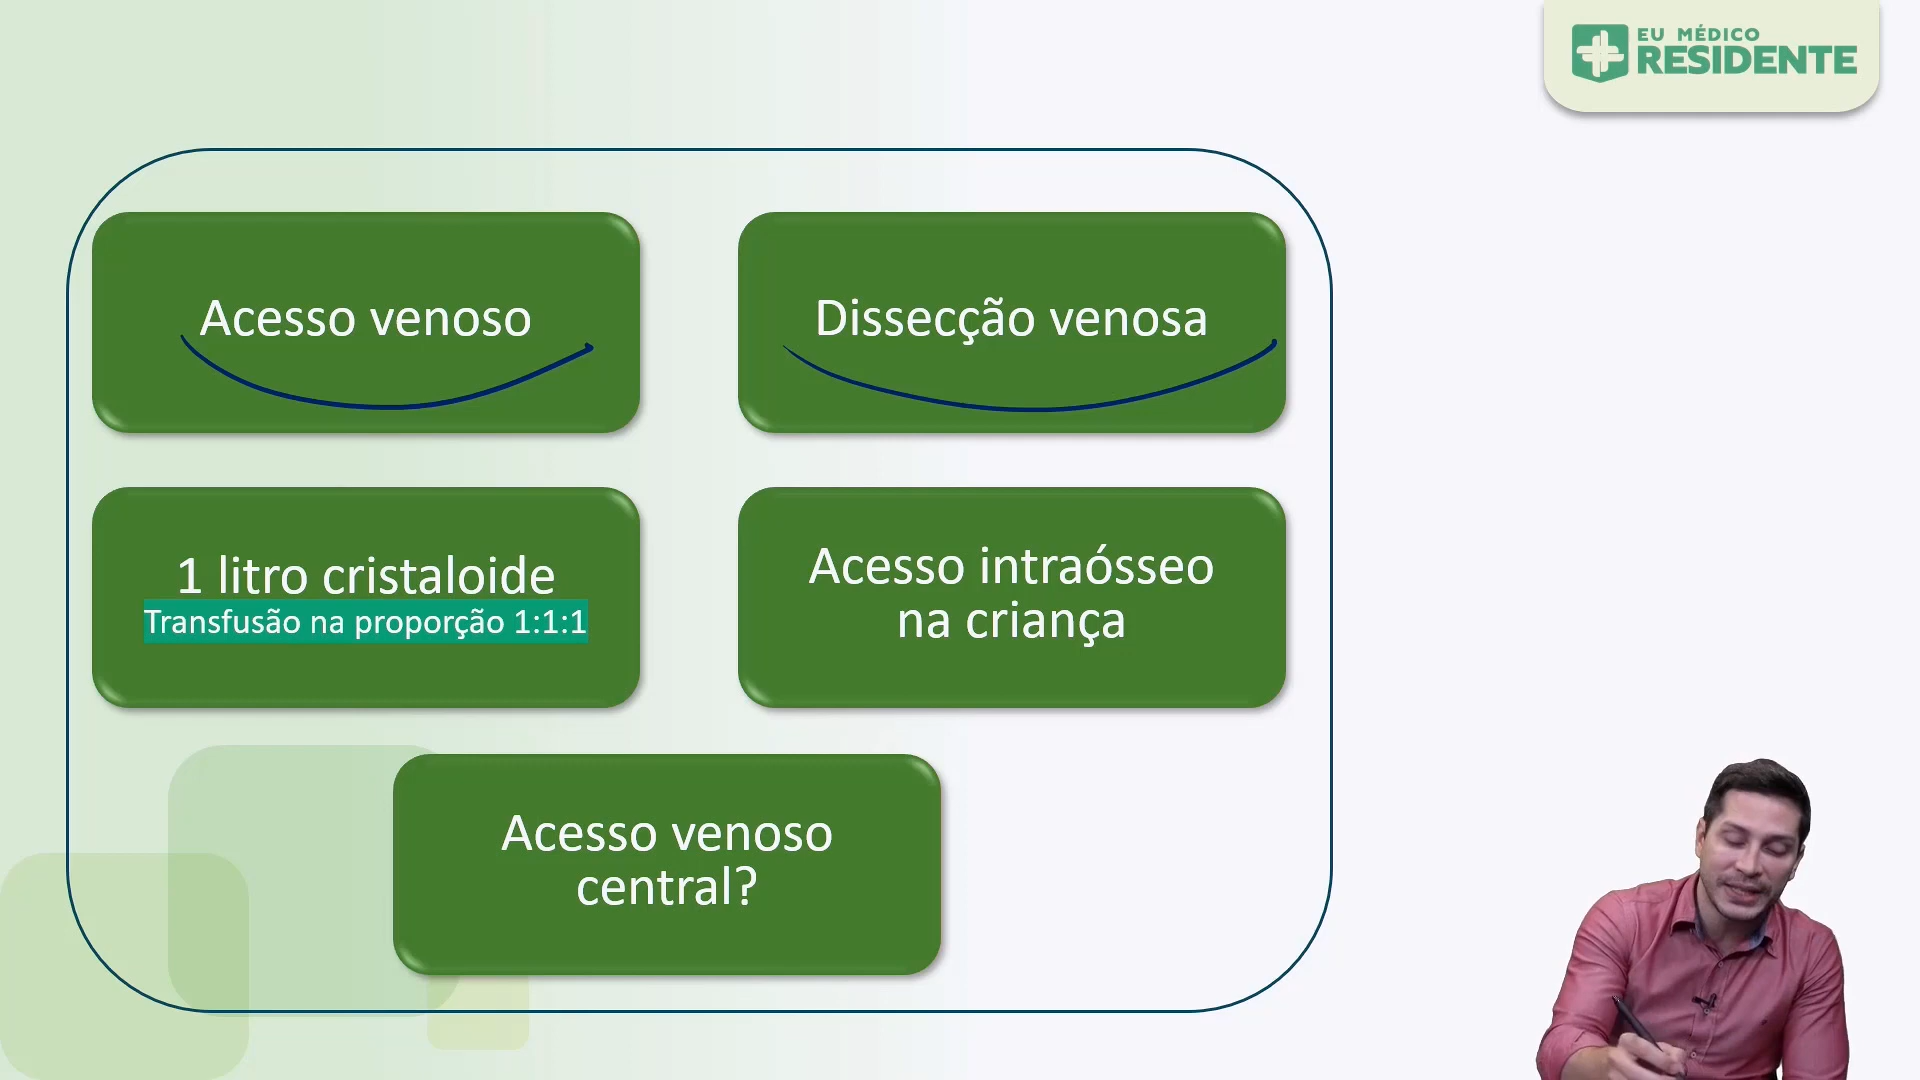 EU MÉDICO
RESIDENTE
Acesso venoso
Dissecção venosa
1 litro cristaloide
Transfusão na proporção 1:1:1
Acesso intraósseo
na criança
Acesso venoso
central?